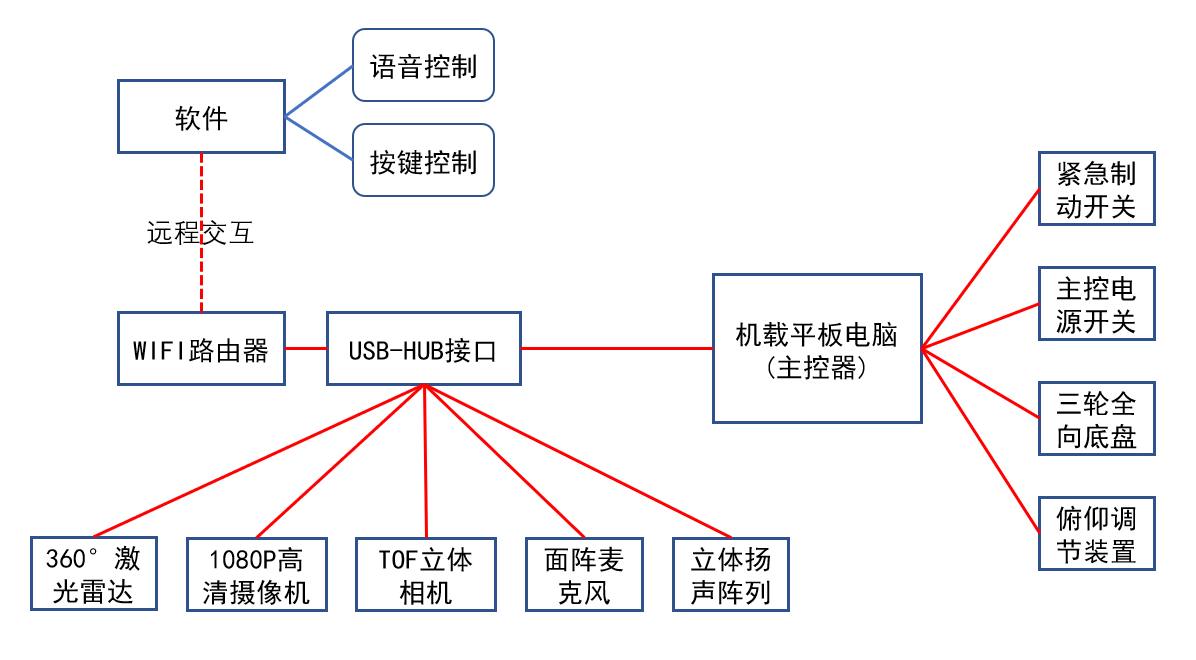 语音控制
软件
按键控制
紧急制
动开关
远程交互
主控电
源开关
WIFI路由器
USB-HUB接口
机载平板电脑
(主控器)
三轮全
向底盘
俯仰调
节装置
360°激
光雷达
1080P高
清摄像机
TOF立体
相机
面阵麦
克风
立体扬
声阵列